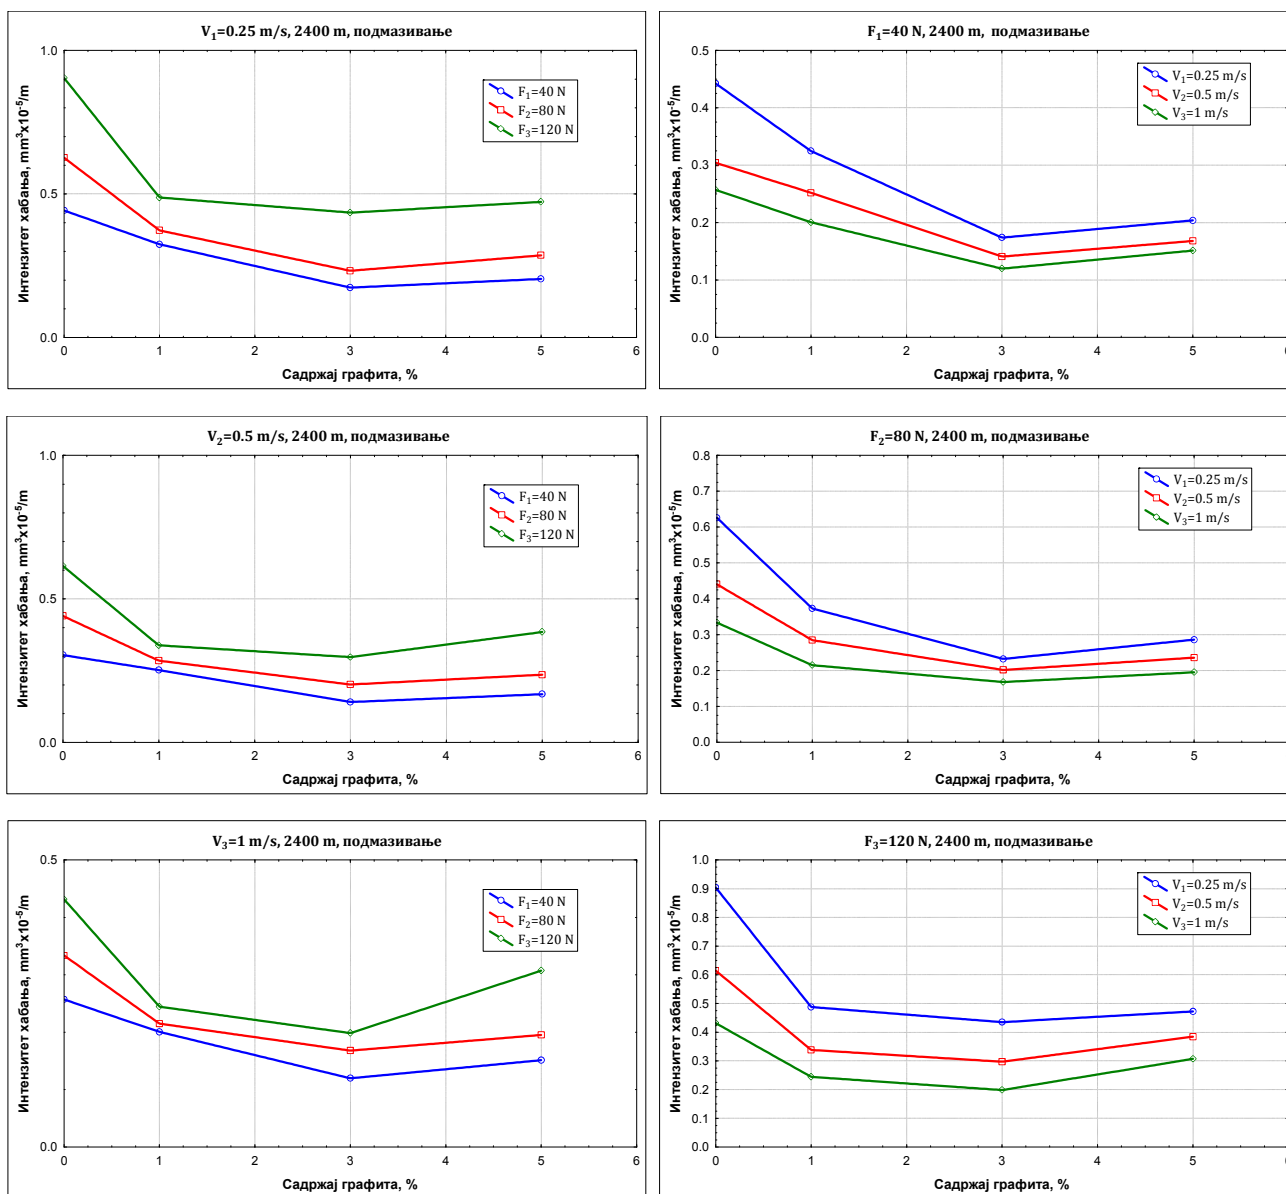 V₁=0.25 m/s, 2400 m, подмазивање
Интензитет хабања, mm³x10⁻⁵/m
1.0
0.5
0.0
F₁=40 N
F₂=80 N
F₃=120 N
0 1 2 3 4 5 6
Садржај графита, %
F₁=40 N, 2400 m, подмазивање
Интензитет хабања, mm³x10⁻⁵/m
0.5
0.4
0.3
0.2
0.1
0.0
V₁=0.25 m/s
V₂=0.5 m/s
V₃=1 m/s
0 1 2 3 4 5 6
Садржај графита, %
V₂=0.5 m/s, 2400 m, подмазивање
Интензитет хабања, mm³x10⁻⁵/m
1.0
0.5
0.0
F₁=40 N
F₂=80 N
F₃=120 N
0 1 2 3 4 5 6
Садржај графита, %
F₂=80 N, 2400 m, подмазивање
Интензитет хабања, mm³x10⁻⁵/m
0.8
0.7
0.6
0.5
0.4
0.3
0.2
0.1
0.0
V₁=0.25 m/s
V₂=0.5 m/s
V₃=1 m/s
0 1 2 3 4 5 6
Садржај графита, %
V₃=1 m/s, 2400 m, подмазивање
Интензитет хабања, mm³x10⁻⁵/m
0.5
0.0
F₁=40 N
F₂=80 N
F₃=120 N
0 1 2 3 4 5 6
Садржај графита, %
F₃=120 N, 2400 m, подмазивање
Интензитет хабања, mm³x10⁻⁵/m
1.0
0.9
0.8
0.7
0.6
0.5
0.4
0.3
0.2
0.1
0.0
V₁=0.25 m/s
V₂=0.5 m/s
V₃=1 m/s
0 1 2 3 4 5 6
Садржај графита, %